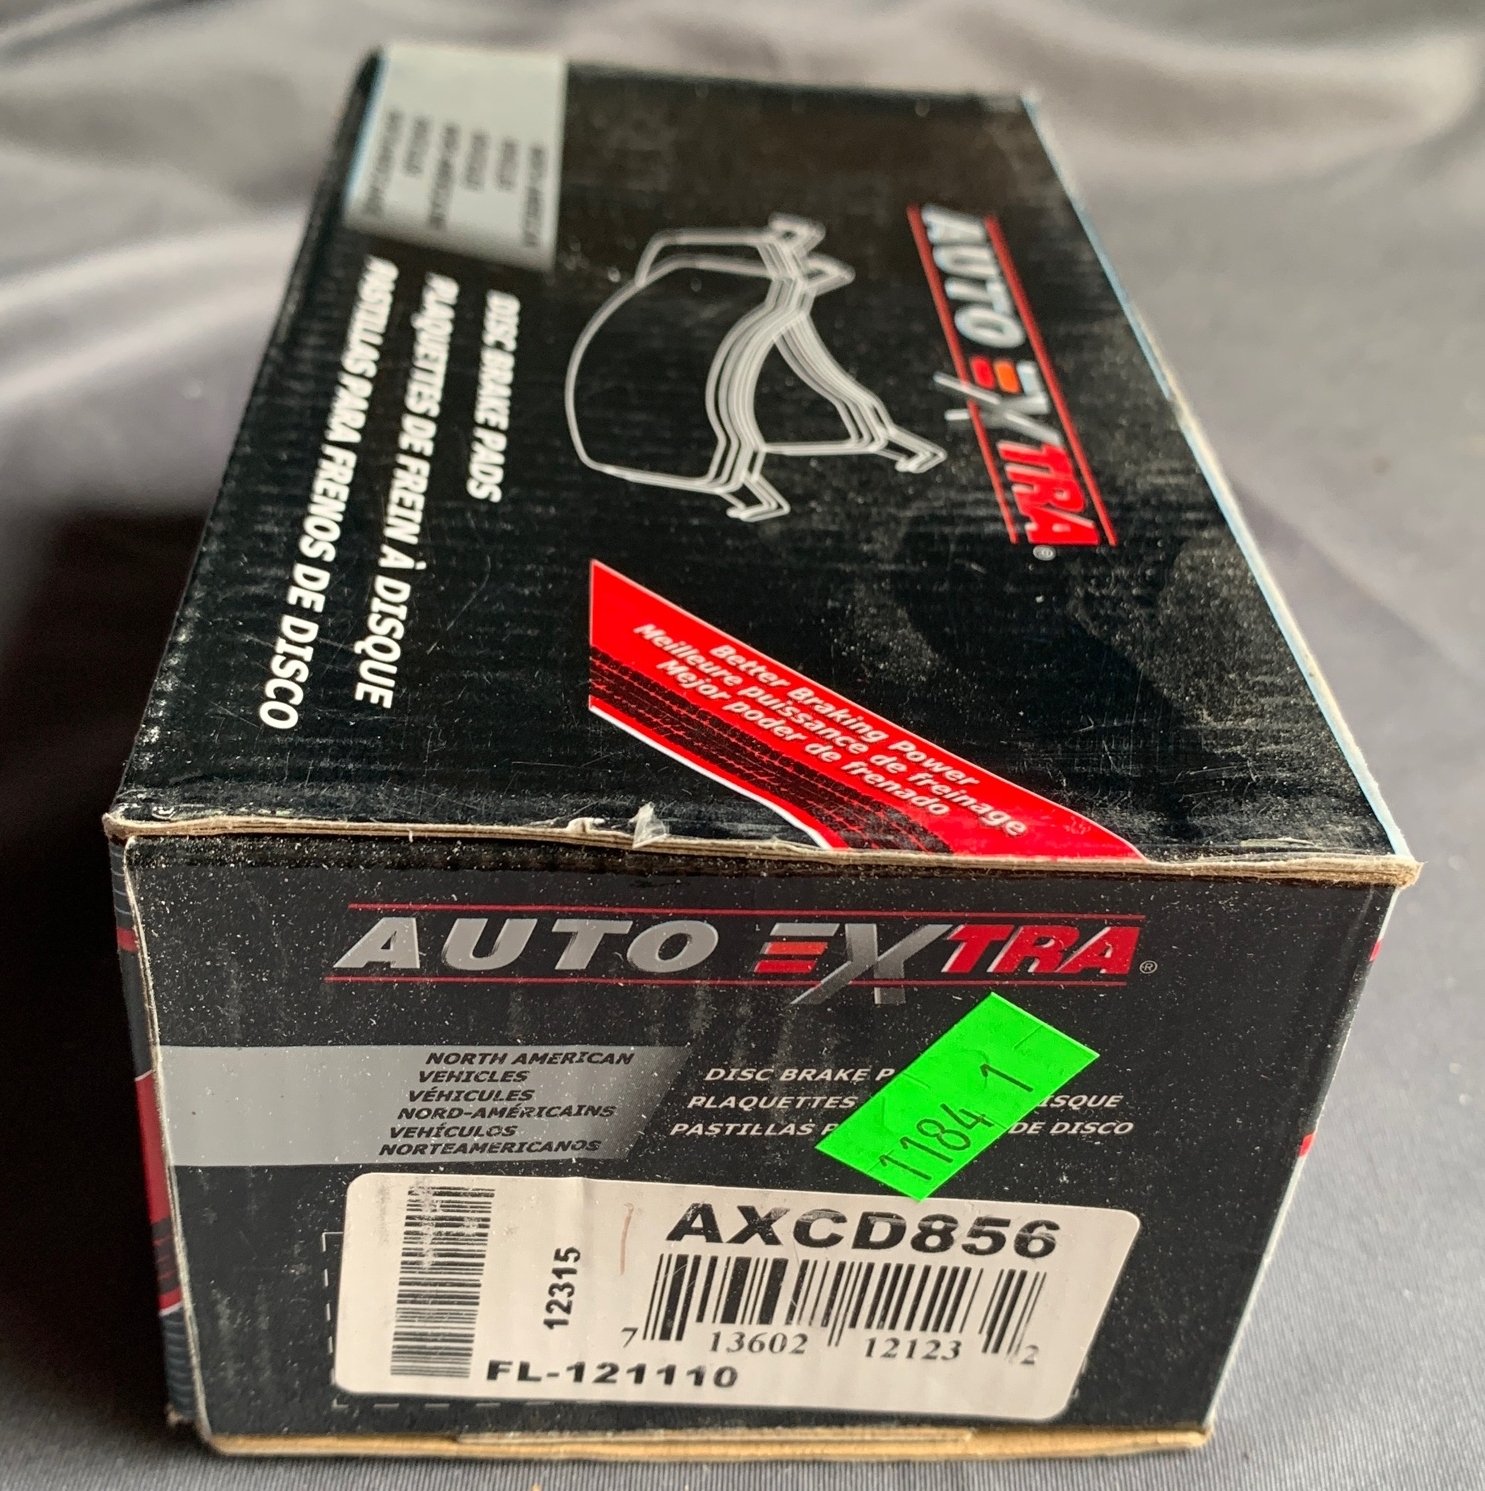 AUTO EXTRA®
DISC BRAKE PADS
PLAQUETTES DE FREIN À DISQUE
PASTILLAS PARA FRENOS DE DISCO
Better Braking Power
Meilleure puissance de freinage
Mejor poder de frenado
AUTO EXTRA®
NORTH AMERICAN
VEHICLES
VÉHICULES
NORD-AMÉRICAINS
VEHÍCULOS
NORTEAMERICANOS
DISC BRAKE P
PLAQUETTES ISQUE
PASTILLAS P DE DISCO
1184 1
AXCD856
12315
7 13602 12123 2
FL-121110